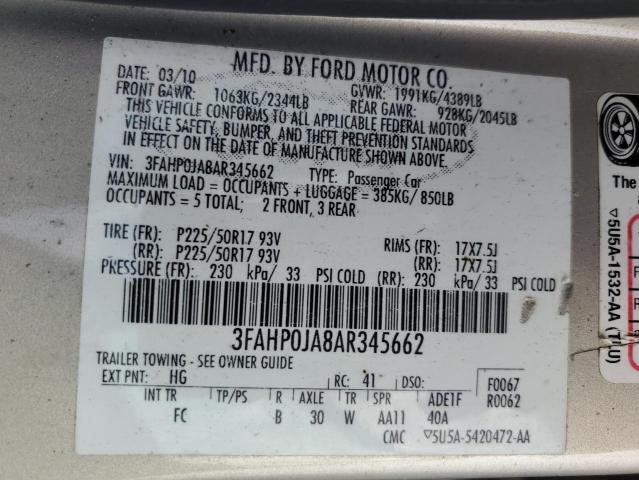 MFD. BY FORD MOTOR CO.
DATE: 03/10
FRONT GAWR: 1063KG/2344LB
GVWR: 1991KG/4389LB
REAR GAWR: 928KG/2045LB
THIS VEHICLE CONFORMS TO ALL APPLICABLE FEDERAL MOTOR
VEHICLE SAFETY, BUMPER, AND THEFT PREVENTION STANDARDS
IN EFFECT ON THE DATE OF MANUFACTURE SHOWN ABOVE.
VIN: 3FAHP0JA8AR345662 TYPE: Passenger Car
MAXIMUM LOAD = OCCUPANTS + LUGGAGE = 385KG/850LB
OCCUPANTS = 5 TOTAL; 2 FRONT, 3 REAR
TIRE (FR): P225/50R17 93V RIMS (FR): 17X7.5J
(RR): P225/50R17 93V (RR): 17X7.5J
PRESSURE (FR): 230 kPa/33 PSI COLD (RR): 230 kPa/33 PSI COLD
3FAHP0JA8AR345662
TRAILER TOWING - SEE OWNER GUIDE
EXT PNT: HG RC: 41 DSO: F0067
R0062
INT TR TP/PS R AXLE TR SPR ADE1F
FC B 30 W AA11 40A
CMC ▽5U5A-5420472-AA
The
▽5U5A-1532-AA